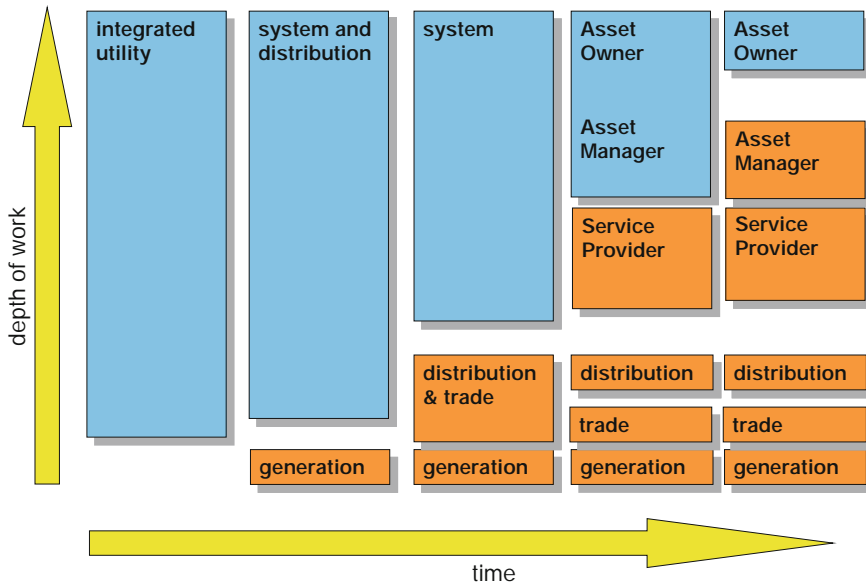 integrated
utility
system and
distribution
system
Asset
Owner
Asset
Manager
Asset
Owner
Asset
Manager
Service
Provider
Service
Provider
distribution
& trade
distribution
distribution
trade
trade
generation
generation
generation
generation
depth of work
time